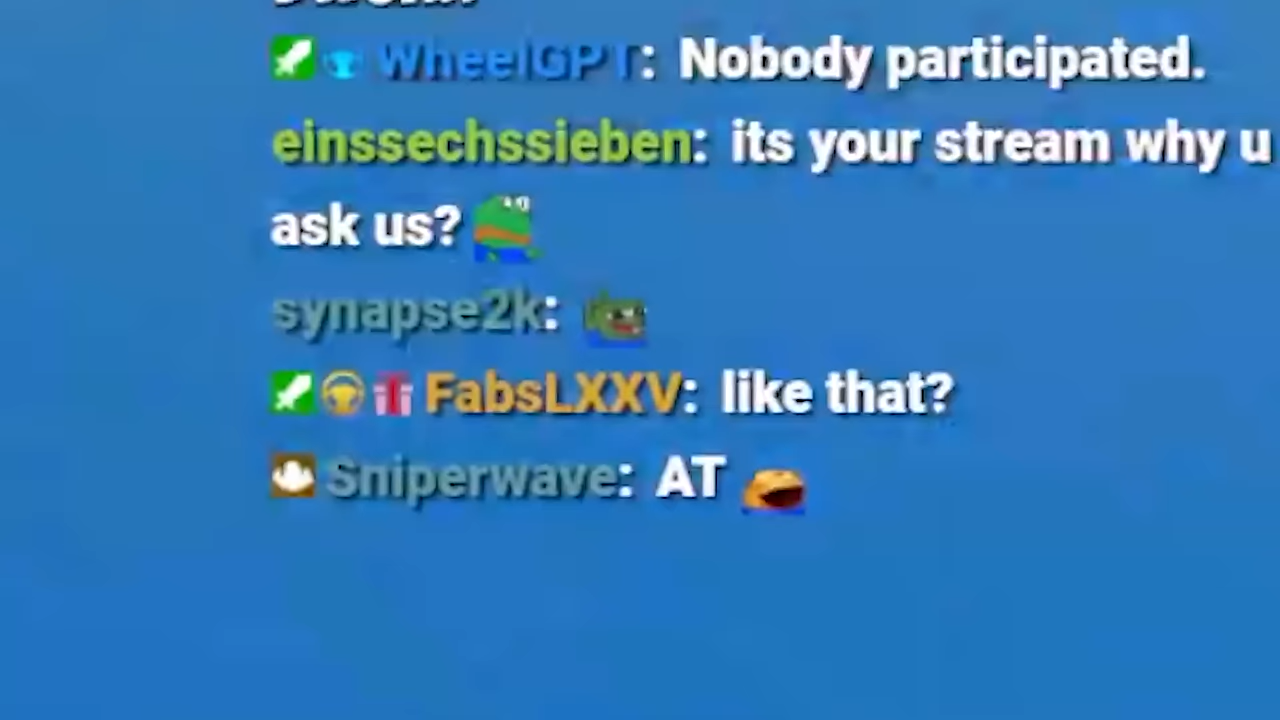 WheelGPT: Nobody participated.
einssechssieben: its your stream why u
ask us?
synapse2k:
FabsLXXV: like that?
Sniperwave: AT